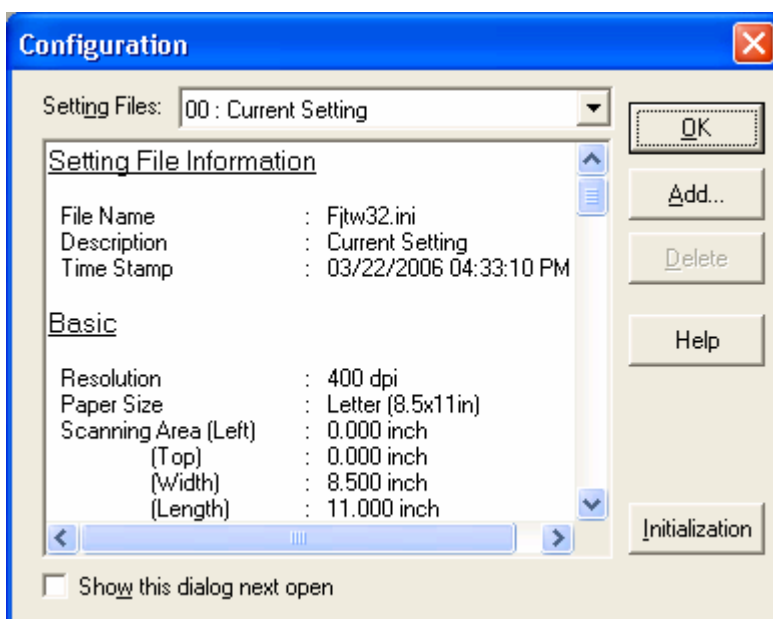 Configuration
Setting Files: 00 : Current Setting
OK
Add...
Delete
Help
Initialization
Setting File Information
File Name : Fjtw32.ini
Description : Current Setting
Time Stamp : 03/22/2006 04:33:10 PM
Basic
Resolution : 400 dpi
Paper Size : Letter (8.5x11in)
Scanning Area (Left) : 0.000 inch
(Top) : 0.000 inch
(Width) : 8.500 inch
(Length) : 11.000 inch
Show this dialog next open